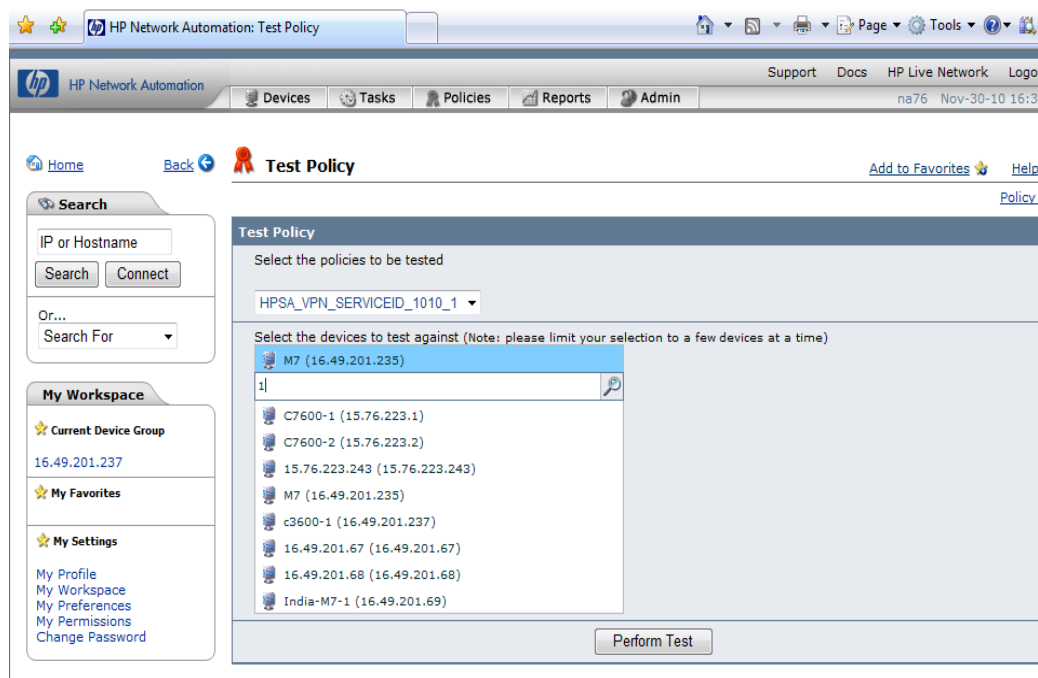 HP Network Automation: Test Policy
Page
Tools
hp
HP Network Automation
Support Docs HP Live Network Logo
Devices Tasks Policies Reports Admin
na76 Nov-30-10 16:3
Home Back
Test Policy
Add to Favorites Help
Policy
Search
IP or Hostname
Search Connect
Or...
Search For
My Workspace
Current Device Group
16.49.201.237
My Favorites
My Settings
My Profile
My Workspace
My Preferences
My Permissions
Change Password
Test Policy
Select the policies to be tested
HPSA_VPN_SERVICEID_1010_1
Select the devices to test against (Note: please limit your selection to a few devices at a time)
M7 (16.49.201.235)
1
C7600-1 (15.76.223.1)
C7600-2 (15.76.223.2)
15.76.223.243 (15.76.223.243)
M7 (16.49.201.235)
c3600-1 (16.49.201.237)
16.49.201.67 (16.49.201.67)
16.49.201.68 (16.49.201.68)
India-M7-1 (16.49.201.69)
Perform Test